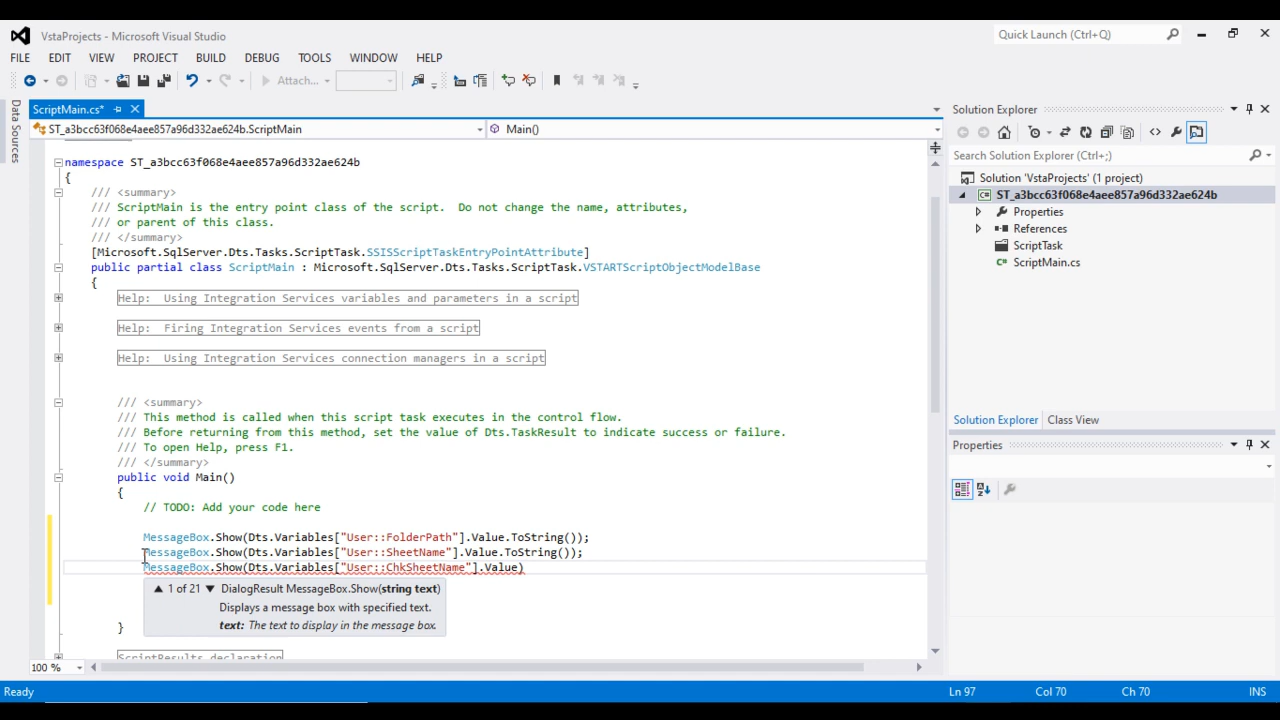 VstaProjects - Microsoft Visual Studio
Quick Launch (Ctrl+Q)
FILE EDIT VIEW PROJECT BUILD DEBUG TOOLS WINDOW HELP
Attach...
Data Sources
ScriptMain.cs*
ST_a3bcc63f068e4aee857a96d332ae624b.ScriptMain
Main()
namespace ST_a3bcc63f068e4aee857a96d332ae624b
{
/// <summary>
/// ScriptMain is the entry point class of the script.  Do not change the name, attributes,
/// or parent of this class.
/// </summary>
[Microsoft.SqlServer.Dts.Tasks.ScriptTask.SSISScriptTaskEntryPointAttribute]
public partial class ScriptMain : Microsoft.SqlServer.Dts.Tasks.ScriptTask.VSTARTScriptObjectModelBase
{
Help:  Using Integration Services variables and parameters in a script
Help:  Firing Integration Services events from a script
Help:  Using Integration Services connection managers in a script
/// <summary>
/// This method is called when this script task executes in the control flow.
/// Before returning from this method, set the value of Dts.TaskResult to indicate success or failure.
/// To open Help, press F1.
/// </summary>
public void Main()
{
// TODO: Add your code here
MessageBox.Show(Dts.Variables["User::FolderPath"].Value.ToString());
MessageBox.Show(Dts.Variables["User::SheetName"].Value.ToString());
MessageBox.Show(Dts.Variables["User::ChkSheetName"].Value)
1 of 21 DialogResult MessageBox.Show(string text)
Displays a message box with specified text.
text: The text to display in the message box.
}
ScriptResults declaration
100 %
Solution Explorer
Search Solution Explorer (Ctrl+;)
Solution 'VstaProjects' (1 project)
ST_a3bcc63f068e4aee857a96d332ae624b
Properties
References
ScriptTask
ScriptMain.cs
Solution Explorer Class View
Properties
Ready
Ln 97 Col 70 Ch 70 INS